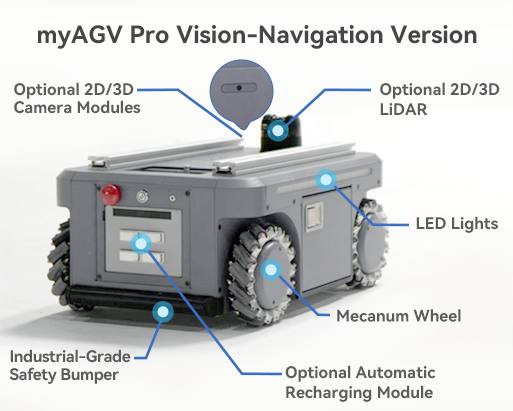 myAGV Pro Vision-Navigation Version
Optional 2D/3D
Camera Modules
Optional 2D/3D
LiDAR
LED Lights
Mecanum Wheel
Industrial-Grade
Safety Bumper
Optional Automatic
Recharging Module